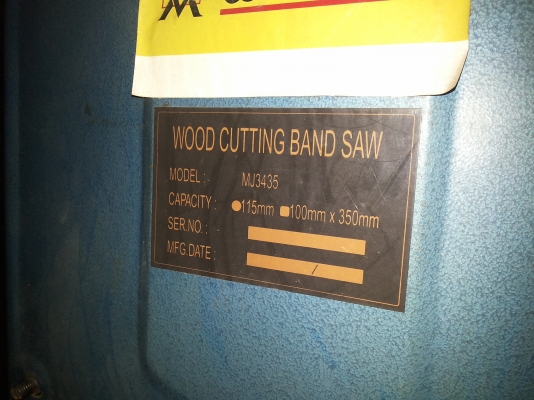 WOOD CUTTING BAND SAW
MODEL : MJ3435
CAPACITY : ●115mm ■100mm x 350mm
SER.NO. :
MFG.DATE : /